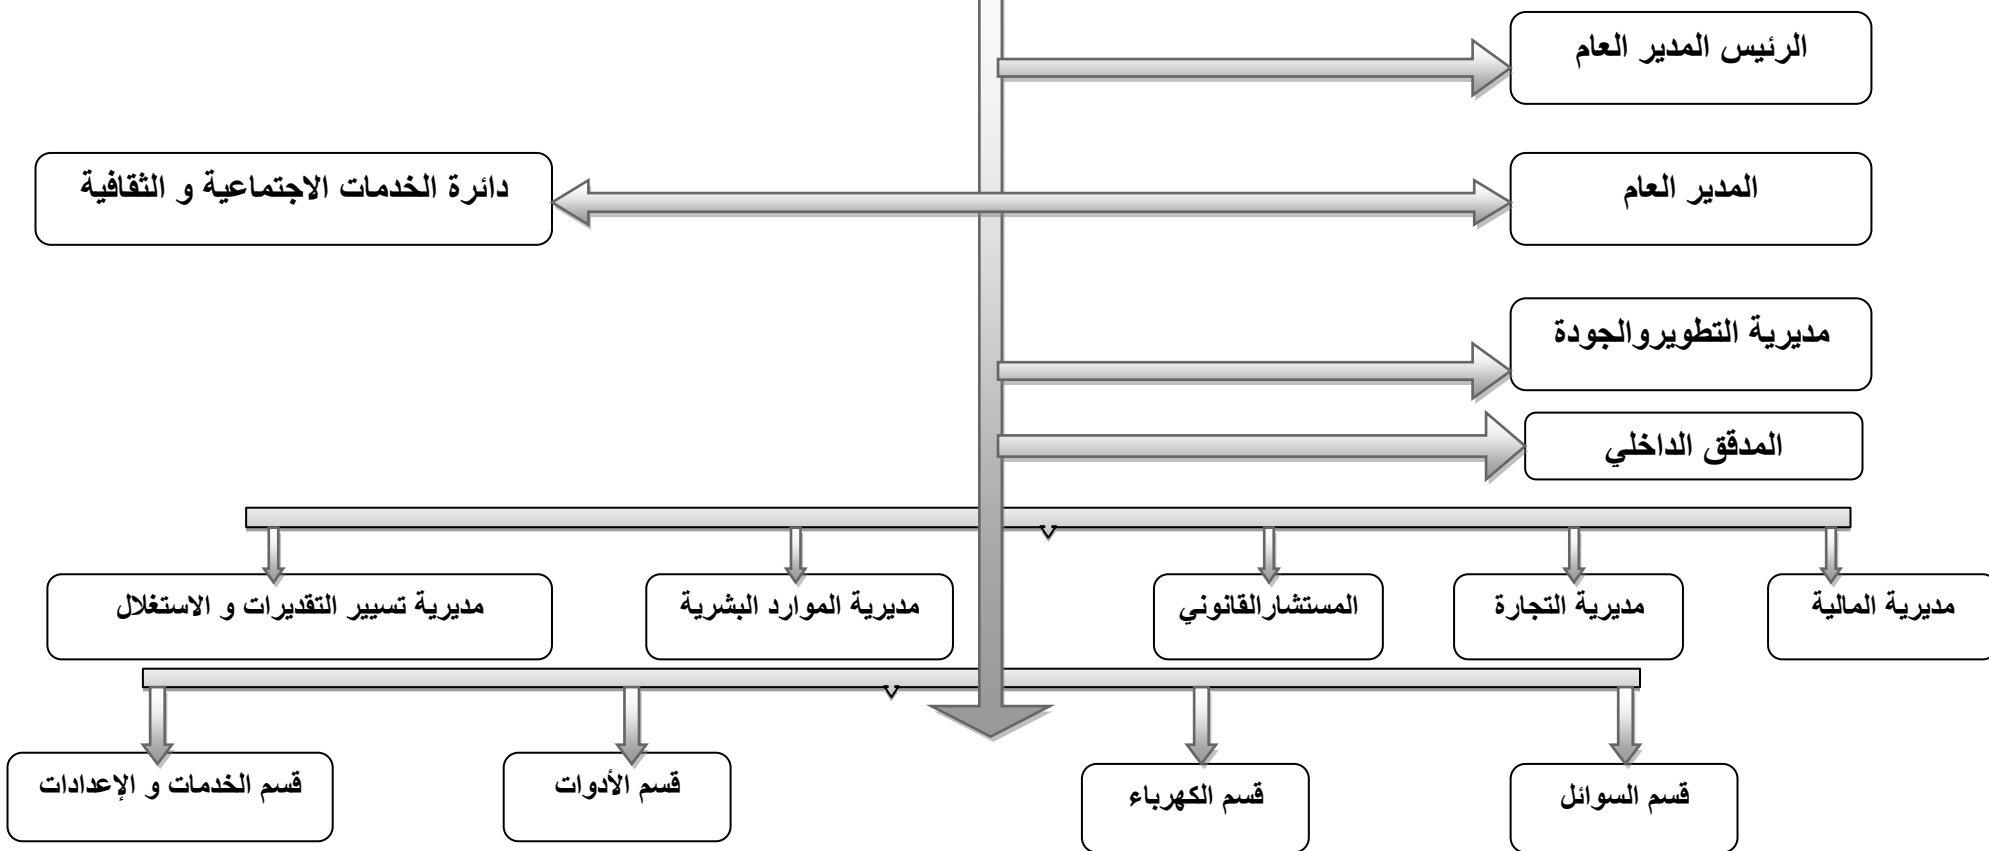 الرئيس المدير العام
المدير العام
دائرة الخدمات الاجتماعية و الثقافية
مديرية التطويروالجودة
المدقق الداخلي
مديرية المالية
مديرية التجارة
المستشارالقانوني
مديرية الموارد البشرية
مديرية تسيير التقديرات و الاستغلال
قسم السوائل
قسم الكهرباء
قسم الأدوات
قسم الخدمات و الإعدادات